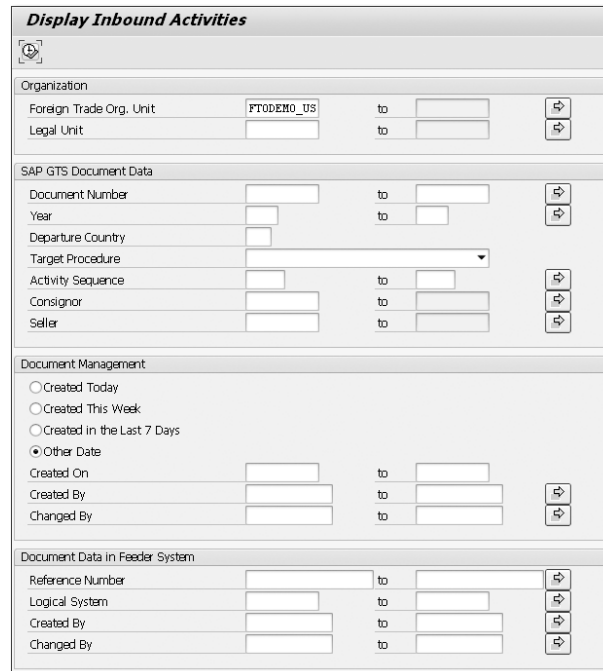 Display Inbound Activities
Organization
Foreign Trade Org. Unit FTODEMO_US to
Legal Unit to
SAP GTS Document Data
Document Number to
Year to
Departure Country
Target Procedure
Activity Sequence to
Consignor to
Seller to
Document Management
Created Today
Created This Week
Created in the Last 7 Days
Other Date
Created On to
Created By to
Changed By to
Document Data in Feeder System
Reference Number to
Logical System to
Created By to
Changed By to